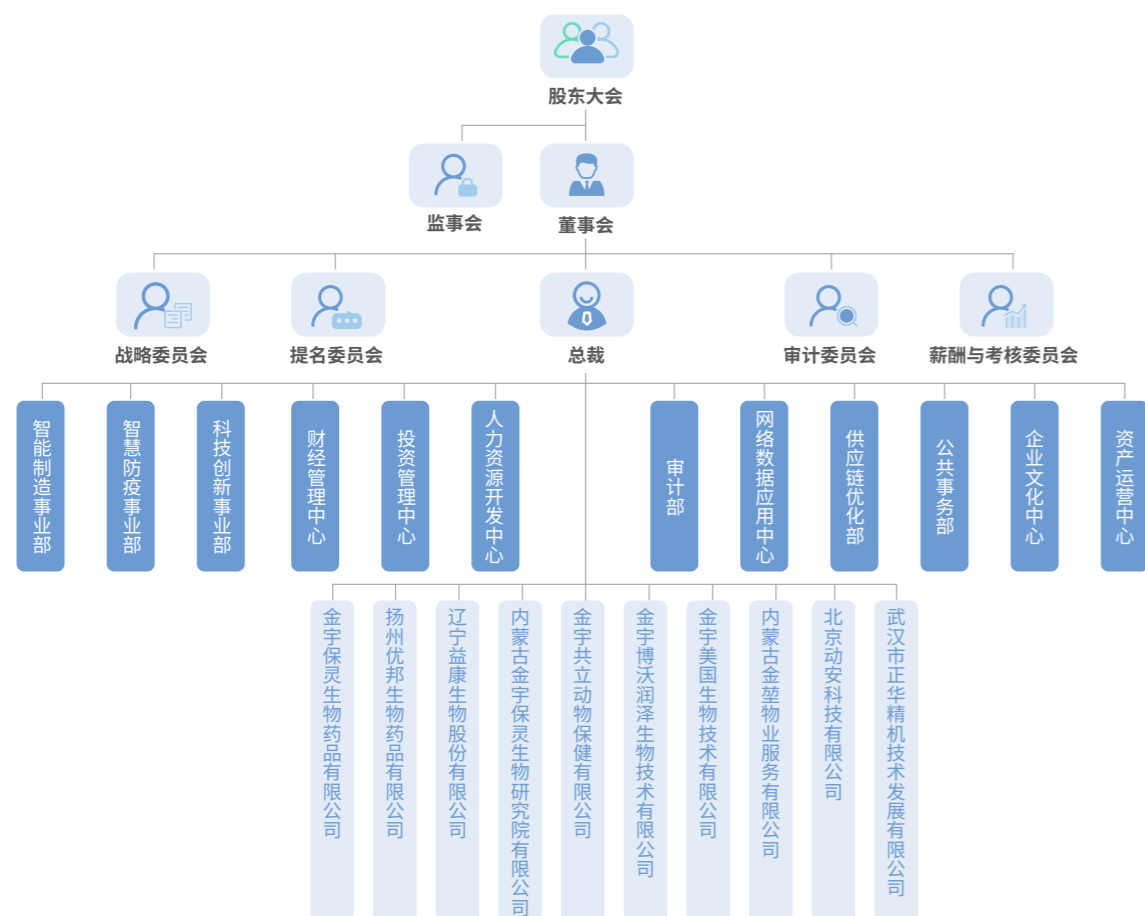 股东大会
监事会
董事会
战略委员会
提名委员会
总裁
审计委员会
薪酬与考核委员会
智能制造事业部
智慧防疫事业部
科技创新事业部
财经管理中心
投资管理中心
人力资源开发中心
审计部
网络数据应用中心
供应链优化部
公共事务部
企业文化中心
资产运营中心
金宇保灵生物药品有限公司
扬州优邦生物药品有限公司
辽宁益康生物股份有限公司
内蒙古金宇保灵生物研究院有限公司
金宇共立动物保健有限公司
金宇博沃润泽生物技术有限公司
金宇美国生物技术有限公司
内蒙古金堃物业服务有限公司
北京动安科技有限公司
武汉市正华精机技术发展有限公司